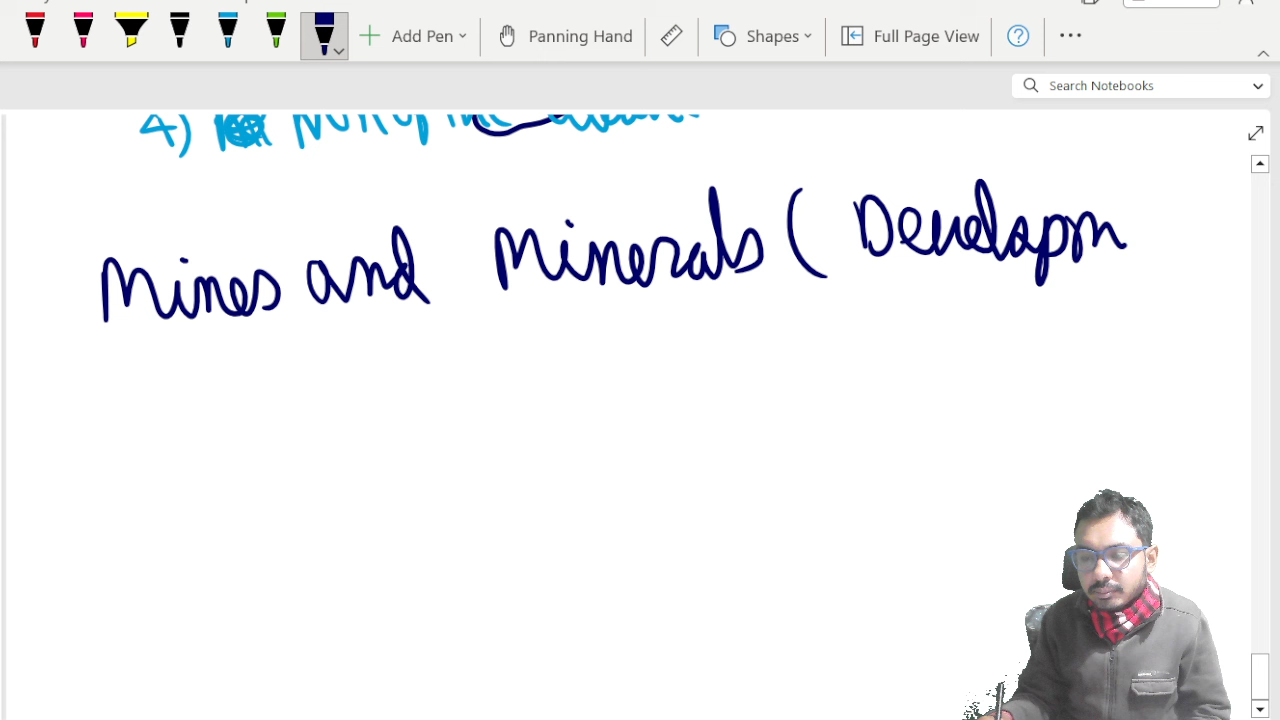 Add Pen
Panning Hand
Shapes
Full Page View
Search Notebooks
4)
Mines and Minerals ( Developm